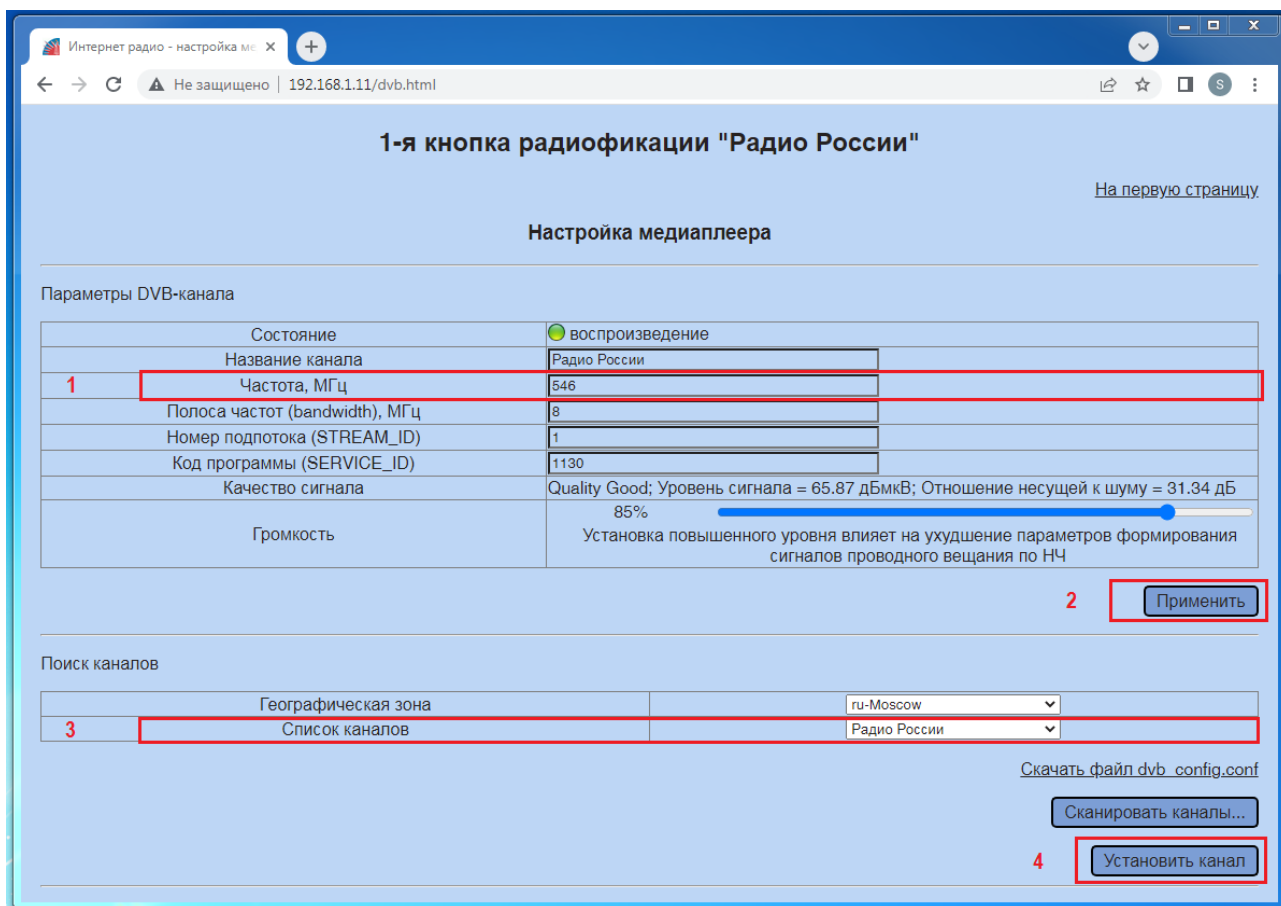 Интернет радио - настройка ме
Не защищено | 192.168.1.11/dvb.html
S
1-я кнопка радиофикации "Радио России"
На первую страницу
Настройка медиаплеера
Параметры DVB-канала
Состояние воспроизведение
Название канала Радио России
1 Частота, МГц 546
Полоса частот (bandwidth), МГц 8
Номер подпотока (STREAM_ID) 1
Код программы (SERVICE_ID) 1130
Качество сигнала Quality Good; Уровень сигнала = 65.87 дБмкВ; Отношение несущей к шуму = 31.34 дБ
85%
Громкость Установка повышенного уровня влияет на ухудшение параметров формирования
сигналов проводного вещания по НЧ
2 Применить
Поиск каналов
Географическая зона ru-Moscow
3 Список каналов Радио России
Скачать файл dvb_config.conf
Сканировать каналы...
4 Установить канал